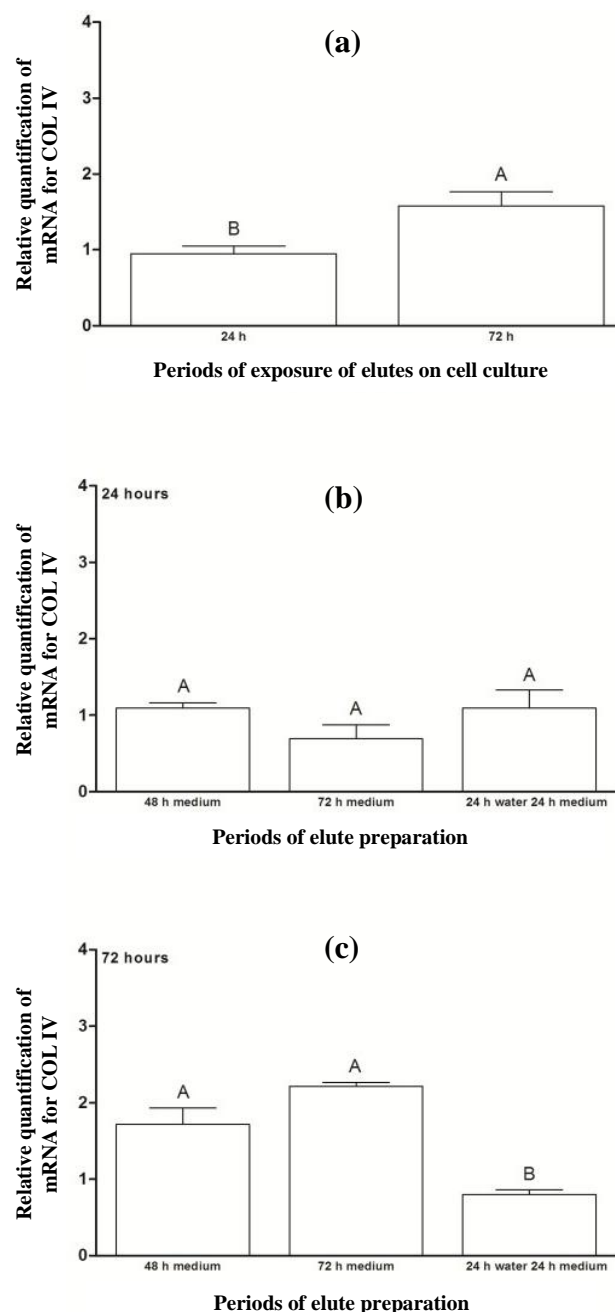 (a)
Relative quantification of
mRNA for COL IV
4
3
2
1
0
B
A
24 h
72 h
Periods of exposure of elutes on cell culture
(b)
24 hours
Relative quantification of
mRNA for COL IV
4
3
2
1
0
A
A
A
48 h medium
72 h medium
24 h water 24 h medium
Periods of elute preparation
(c)
72 hours
Relative quantification of
mRNA for COL IV
4
3
2
1
0
A
A
B
48 h medium
72 h medium
24 h water 24 h medium
Periods of elute preparation